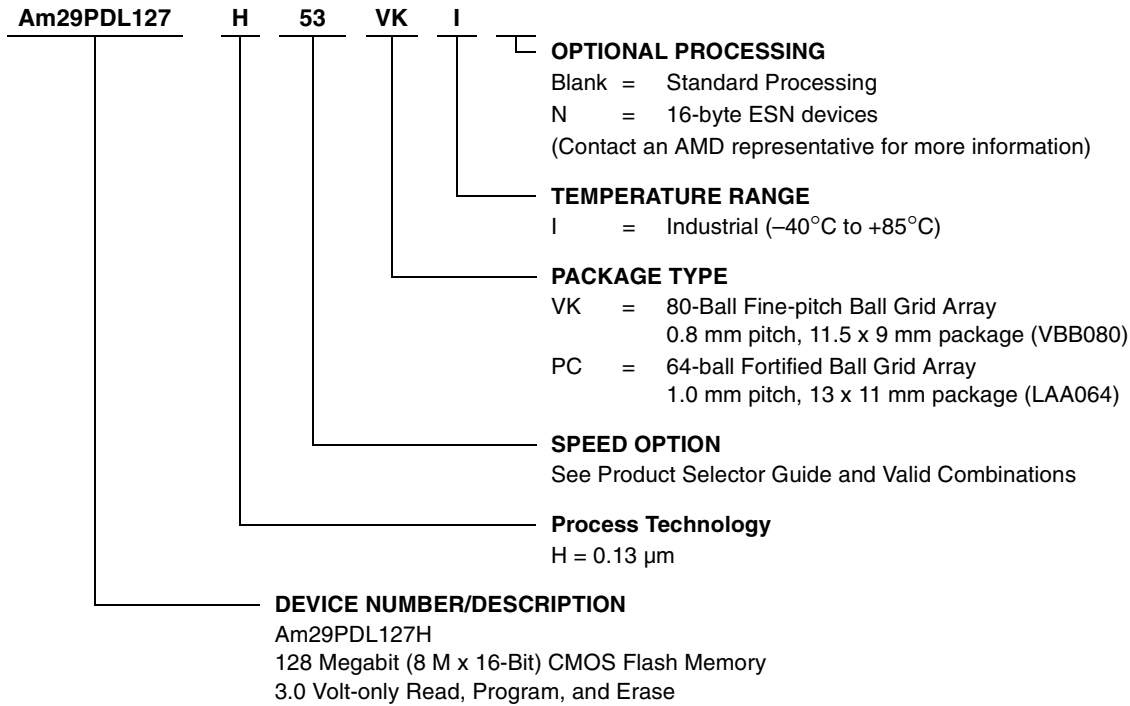 Am29PDL127 H 53 VK I
OPTIONAL PROCESSING
Blank = Standard Processing
N = 16-byte ESN devices
(Contact an AMD representative for more information)
TEMPERATURE RANGE
I = Industrial (–40°C to +85°C)
PACKAGE TYPE
VK = 80-Ball Fine-pitch Ball Grid Array
0.8 mm pitch, 11.5 x 9 mm package (VBB080)
PC = 64-ball Fortified Ball Grid Array
1.0 mm pitch, 13 x 11 mm package (LAA064)
SPEED OPTION
See Product Selector Guide and Valid Combinations
Process Technology
H = 0.13 µm
DEVICE NUMBER/DESCRIPTION
Am29PDL127H
128 Megabit (8 M x 16-Bit) CMOS Flash Memory
3.0 Volt-only Read, Program, and Erase